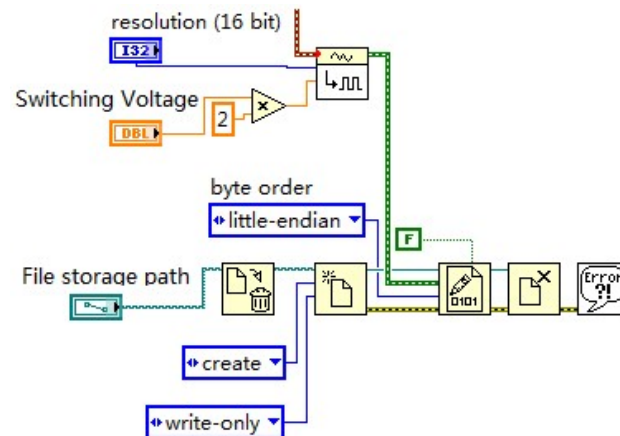 resolution (16 bit)
I32
Switching Voltage
2
DBL
byte order
little-endian
F
File storage path
0101
Error
?!
create
write-only